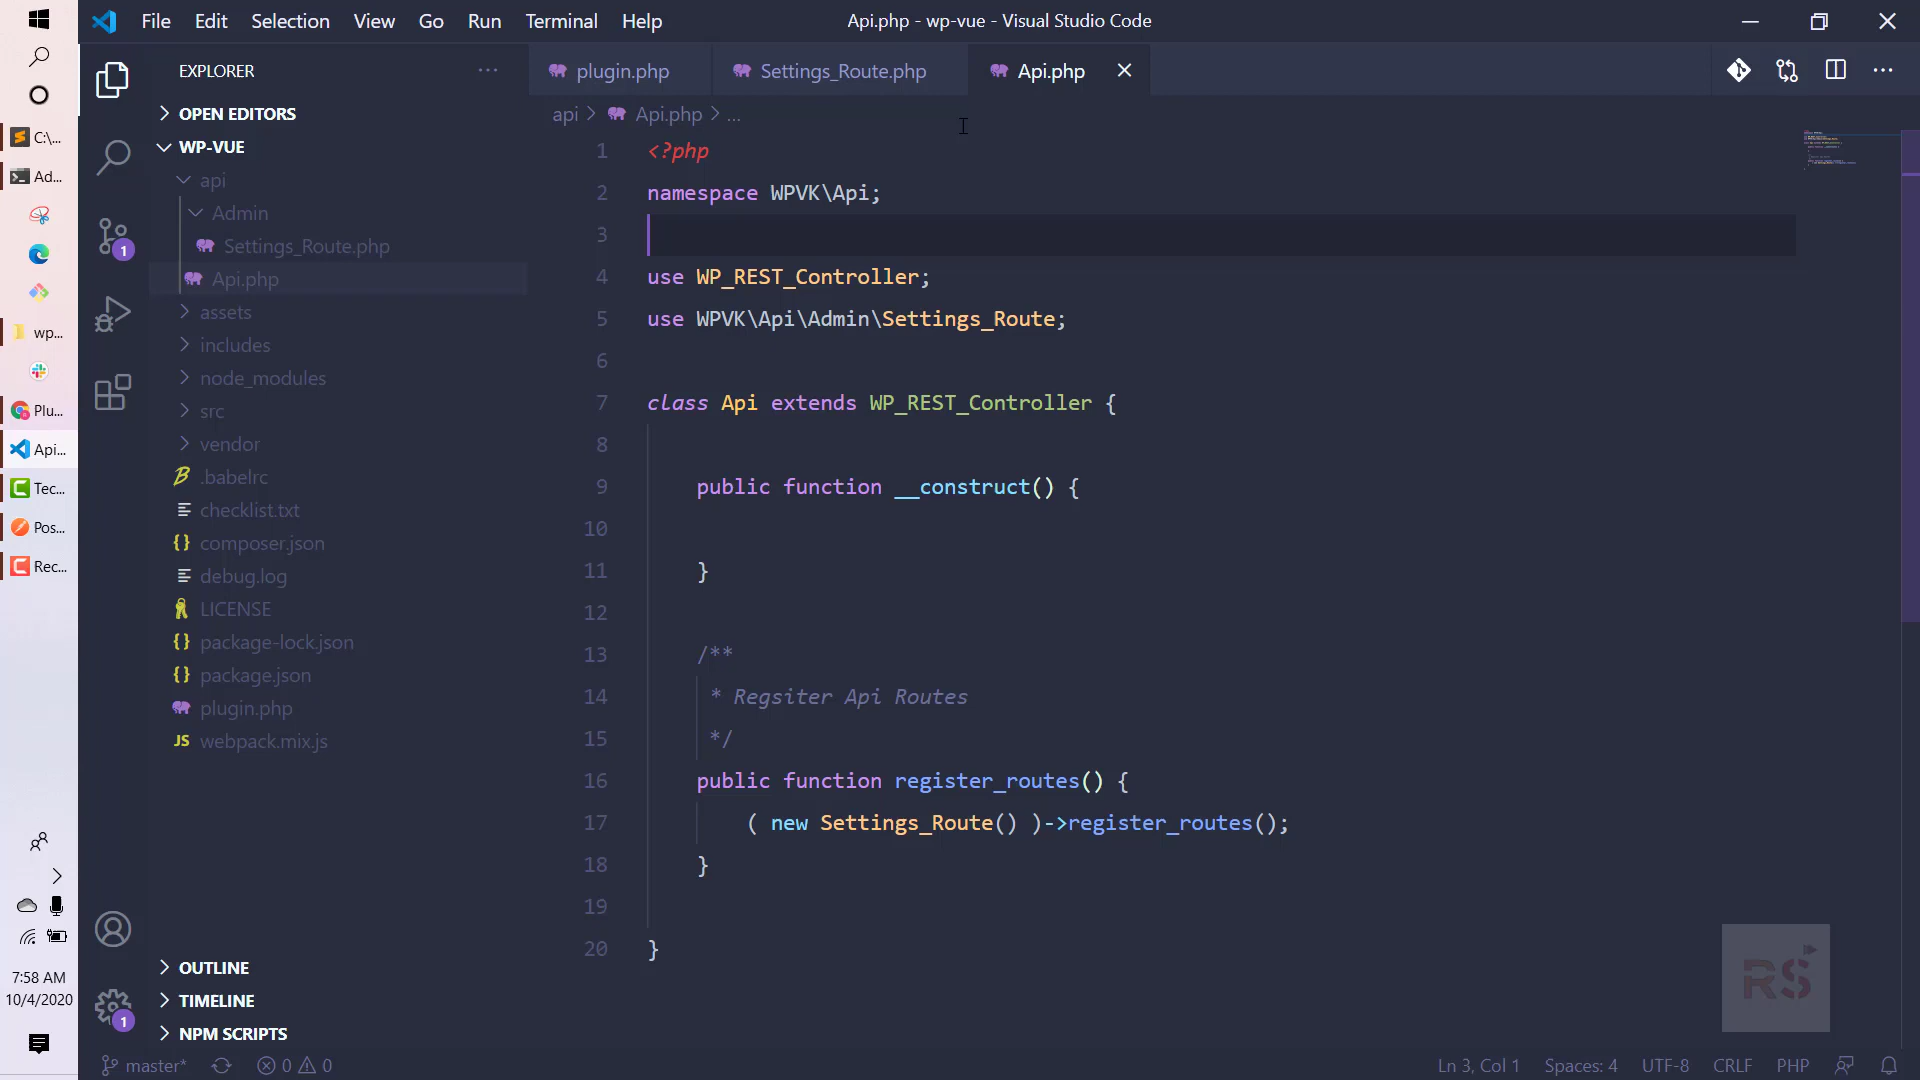 File Edit Selection View Go Run Terminal Help
Api.php - wp-vue - Visual Studio Code
EXPLORER
plugin.php
Settings_Route.php
Api.php
OPEN EDITORS
api > Api.php > ...
WP-VUE
api
Admin
Settings_Route.php
Api.php
assets
includes
node_modules
src
vendor
.babelrc
checklist.txt
composer.json
debug.log
LICENSE
package-lock.json
package.json
plugin.php
webpack.mix.js
OUTLINE
TIMELINE
NPM SCRIPTS
1 <?php
2 namespace WPVK\Api;
3
4 use WP_REST_Controller;
5 use WPVK\Api\Admin\Settings_Route;
6
7 class Api extends WP_REST_Controller {
8
9 public function __construct() {
10
11 }
12
13 /**
14 * Regsiter Api Routes
15 */
16 public function register_routes() {
17 ( new Settings_Route() )->register_routes();
18 }
19
20 }
C:\...
Ad...
wp...
Plu...
Api...
Tec...
Pos...
Rec...
7:58 AM
10/4/2020
1
1
RS
master* 0 0
Ln 3, Col 1 Spaces: 4 UTF-8 CRLF PHP